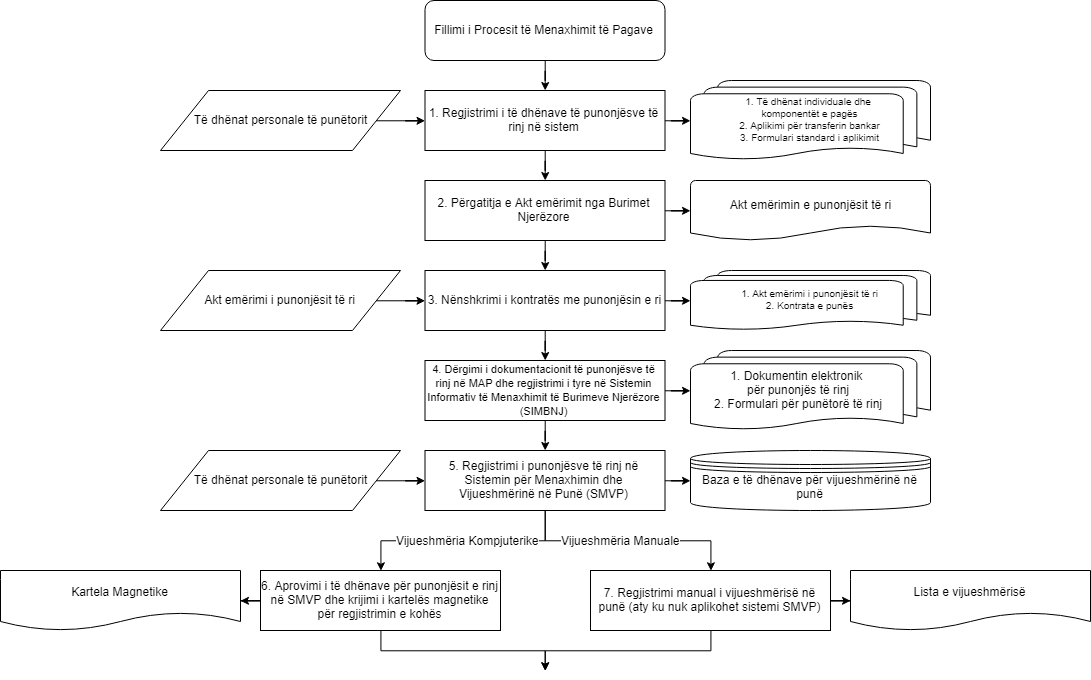 Fillimi i Procesit të Menaxhimit të Pagave
Të dhënat personale të punëtorit
1. Regjistrimi i të dhënave të punonjësve të
rinj në sistem
1. Të dhënat individuale dhe
komponentët e pagës
2. Aplikimi për transferin bankar
3. Formulari standard i aplikimit
2. Përgatitja e Akt emërimit nga Burimet
Njerëzore
Akt emërimin e punonjësit të ri
Akt emërimi i punonjësit të ri
3. Nënshkrimi i kontratës me punonjësin e ri
1. Akt emërimi i punonjësit të ri
2. Kontrata e punës
4. Dërgimi i dokumentacionit të punonjësve të
rinj në MAP dhe regjistrimi i tyre në Sistemin
Informativ të Menaxhimit të Burimeve Njerëzore
(SIMBNJ)
1. Dokumentin elektronik
për punonjës të rinj
2. Formulari për punëtorë të rinj
Të dhënat personale të punëtorit
5. Regjistrimi i punonjësve të rinj në
Sistemin për Menaxhimin dhe
Vijueshmërinë në Punë (SMVP)
Baza e të dhënave për vijueshmërinë në
punë
Vijueshmëria Kompjuterike
Vijueshmëria Manuale
Kartela Magnetike
6. Aprovimi i të dhënave për punonjësit e rinj
në SMVP dhe krijimi i kartelës magnetike
për regjistrimin e kohës
7. Regjistrimi manual i vijueshmërisë në
punë (aty ku nuk aplikohet sistemi SMVP)
Lista e vijueshmërisë